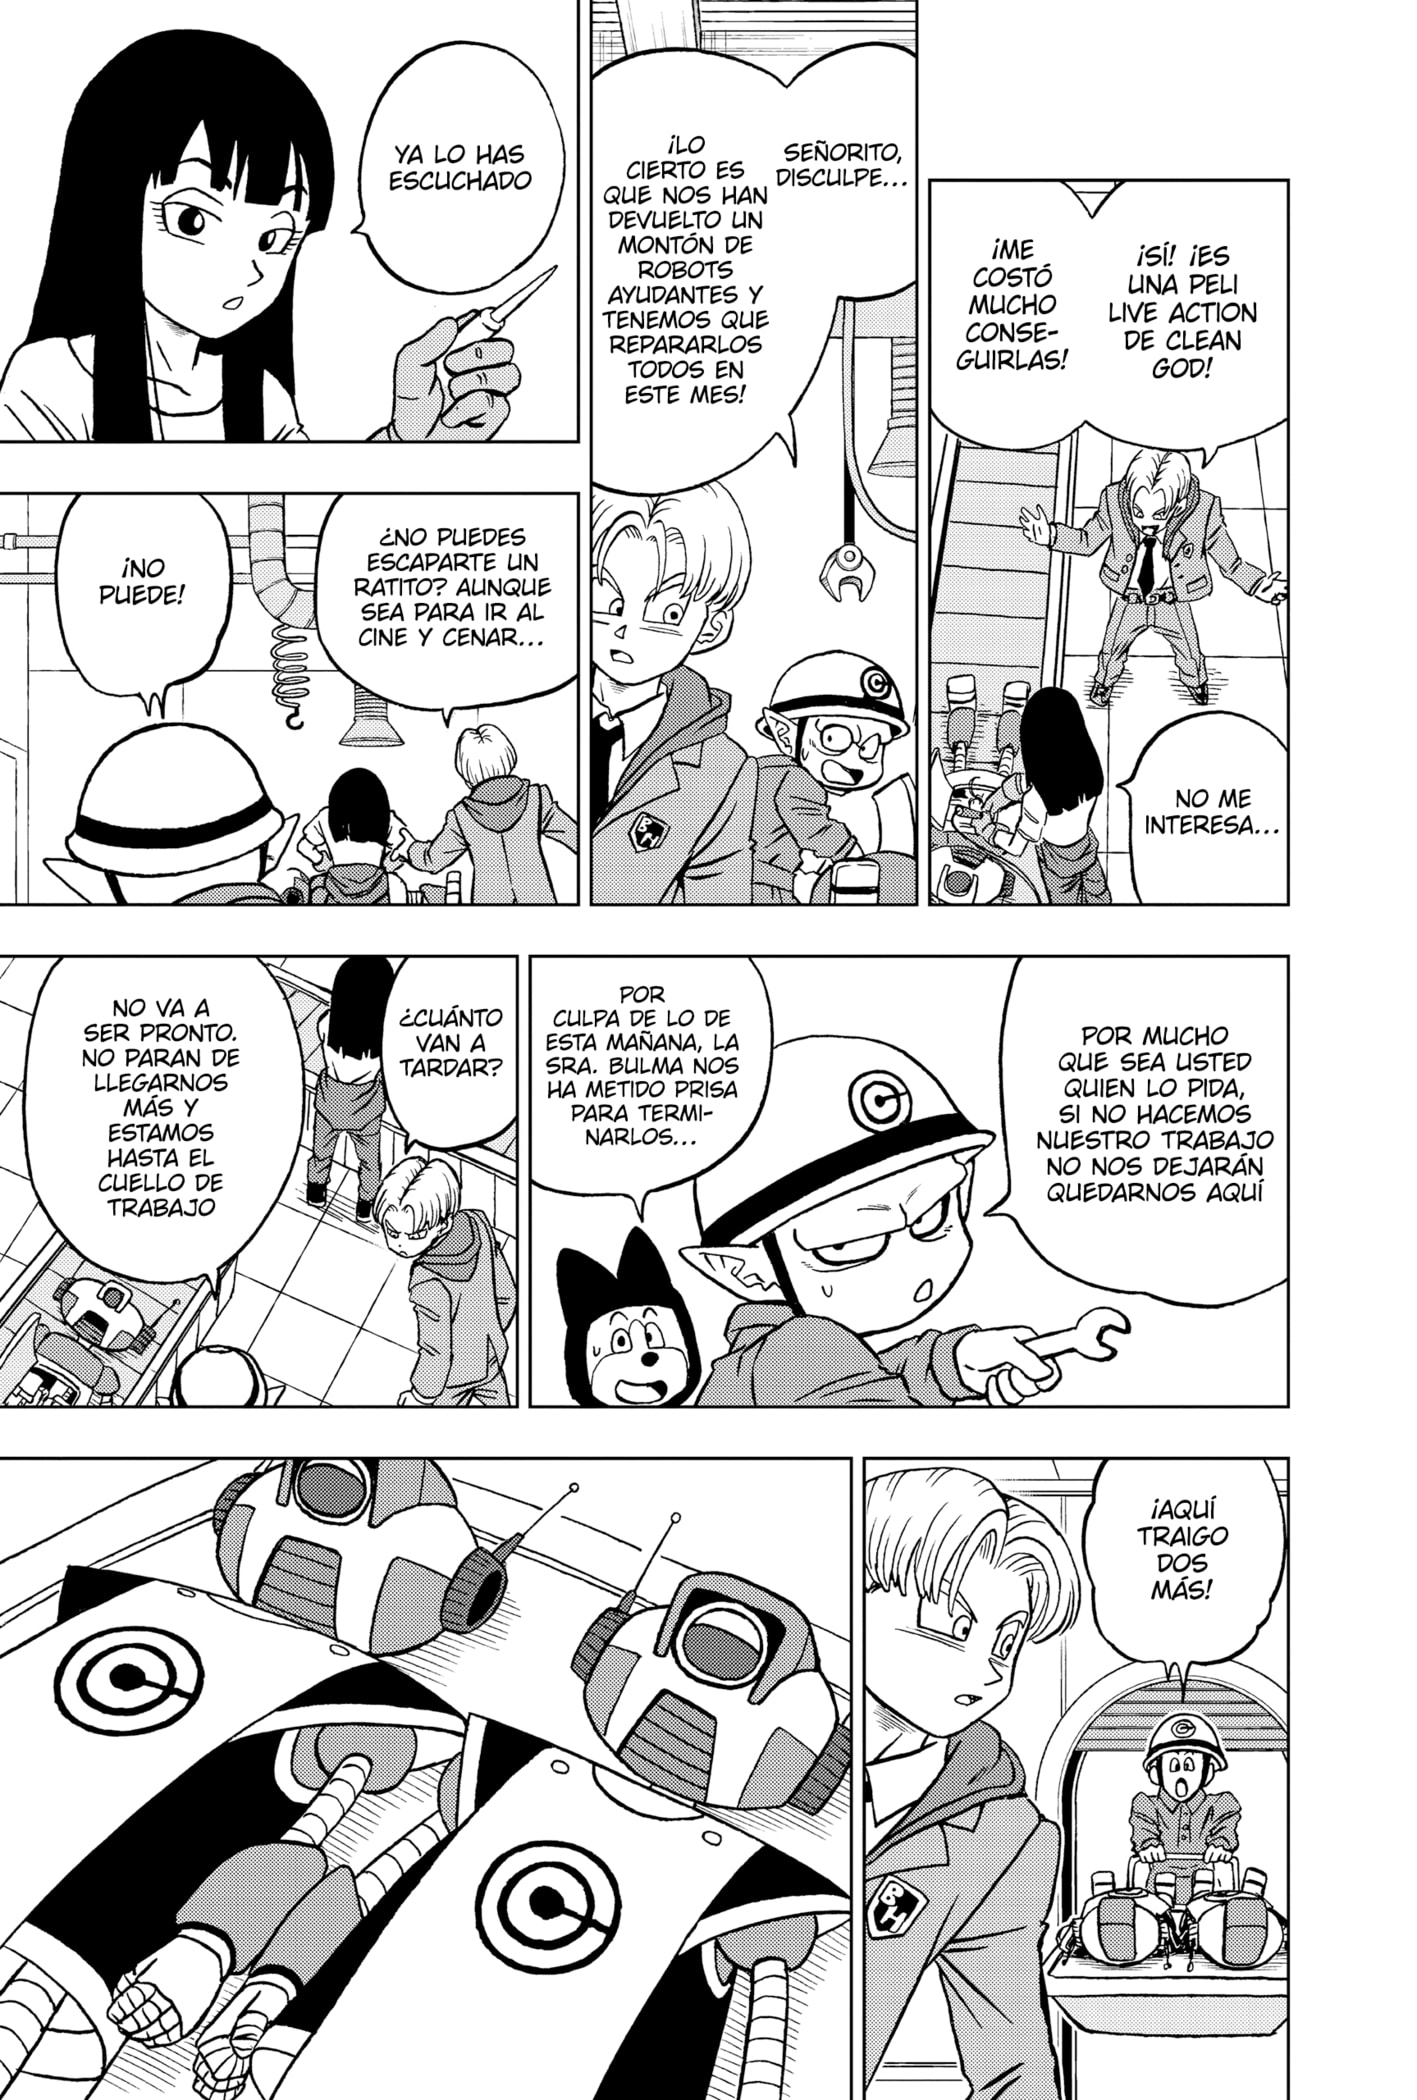 ¡SÍ! ¡ES
UNA PELI
LIVE ACTION
DE CLEAN
GOD!
¡ME
COSTÓ
MUCHO
CONSE-
GUIRLAS!
NO ME
INTERESA...
SEÑORITO,
DISCULPE...
¡LO
CIERTO ES
QUE NOS HAN
DEVUELTO UN
MONTÓN DE
ROBOTS
AYUDANTES Y
TENEMOS QUE
REPARARLOS
TODOS EN
ESTE MES!
BH
YA LO HAS
ESCUCHADO
¿NO PUEDES
ESCAPARTE UN
RATITO? AUNQUE
SEA PARA IR AL
CINE Y CENAR...
¡NO
PUEDE!
POR MUCHO
QUE SEA USTED
QUIEN LO PIDA,
SI NO HACEMOS
NUESTRO TRABAJO
NO NOS DEJARÁN
QUEDARNOS AQUÍ
POR
CULPA DE LO DE
ESTA MAÑANA, LA
SRA. BULMA NOS
HA METIDO PRISA
PARA TERMI-
NARLOS...
¿CUÁNTO
VAN A
TARDAR?
NO VA A
SER PRONTO.
NO PARAN DE
LLEGARNOS
MÁS Y
ESTAMOS
HASTA EL
CUELLO DE
TRABAJO
¡AQUÍ
TRAIGO
DOS
MÁS!
BH